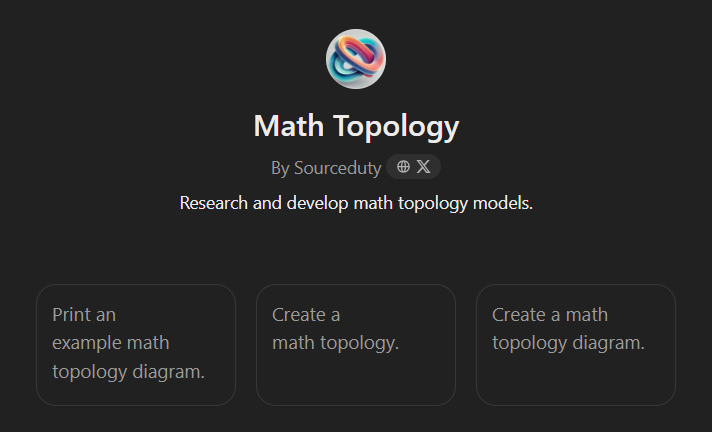 Math Topology
By Sourceduty
Research and develop math topology models.
Print an
example math
topology diagram.
Create a
math topology.
Create a math
topology diagram.